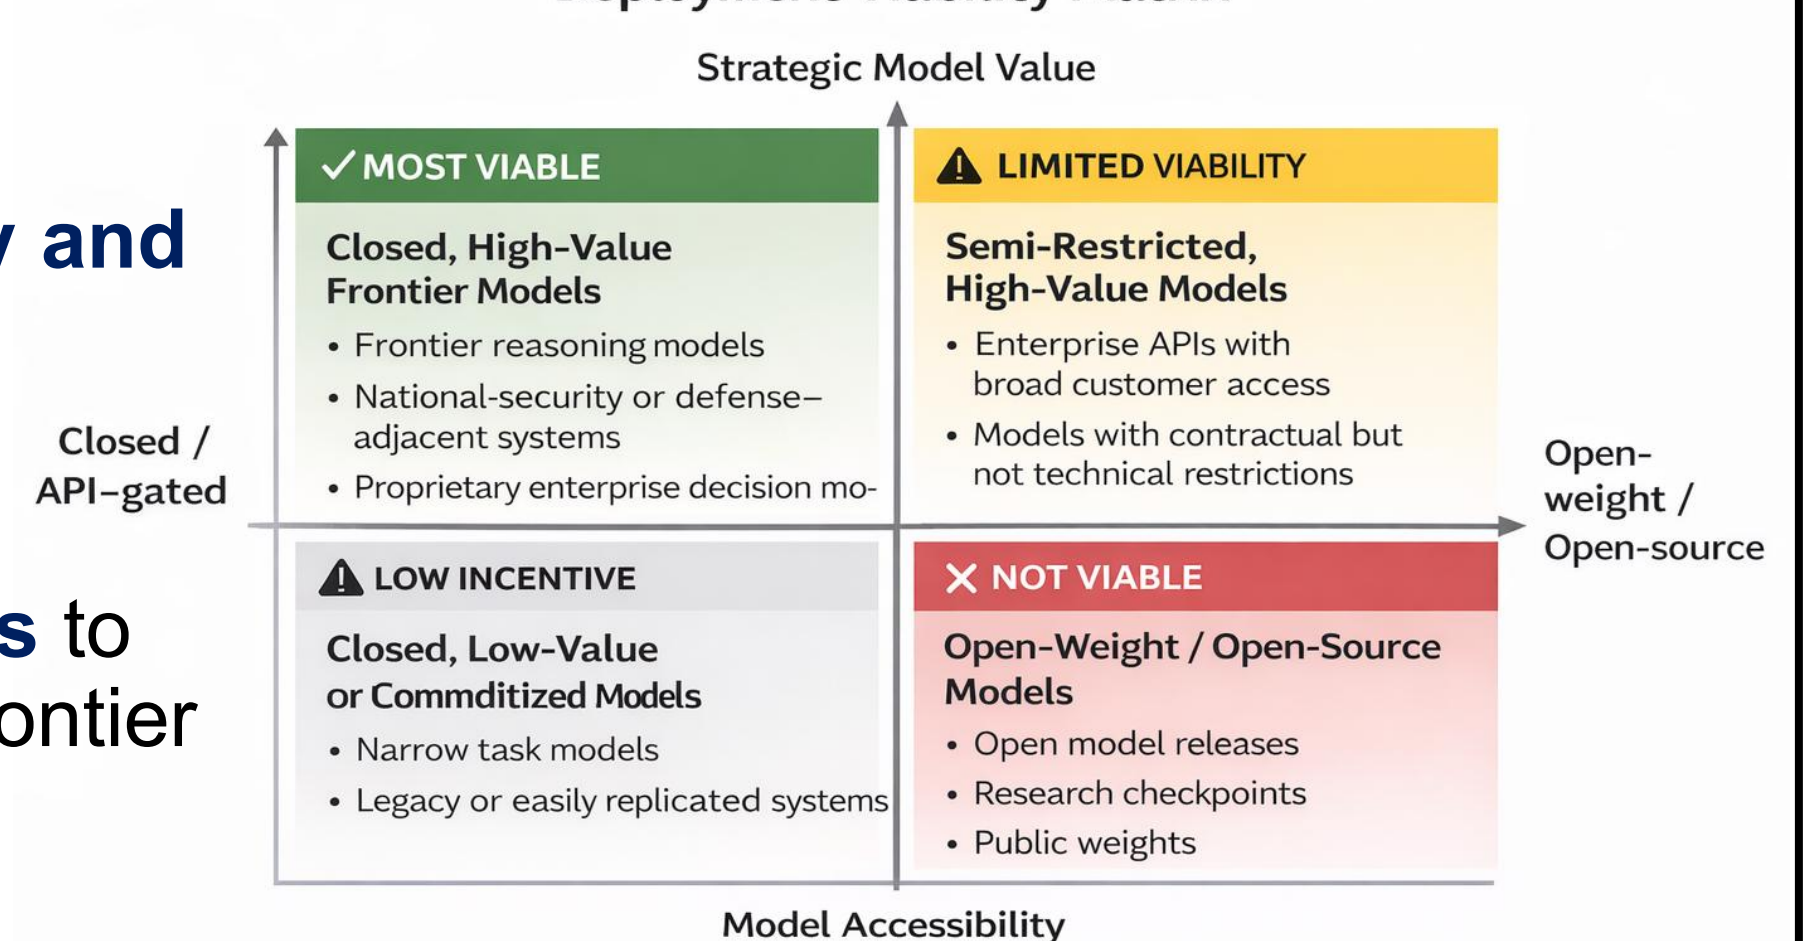 Strategic Model Value
✓ MOST VIABLE
Closed, High-Value
Frontier Models
• Frontier reasoning models
• National-security or defense–
adjacent systems
• Proprietary enterprise decision mo-
⚠ LIMITED VIABILITY
Semi-Restricted,
High-Value Models
• Enterprise APIs with
broad customer access
• Models with contractual but
not technical restrictions
and
Closed /
API–gated
Open-
weight /
Open-source
⚠ LOW INCENTIVE
Closed, Low-Value
or Commditized Models
• Narrow task models
• Legacy or easily replicated systems
✕ NOT VIABLE
Open-Weight / Open-Source
Models
• Open model releases
• Research checkpoints
• Public weights
s to
ontier
Model Accessibility